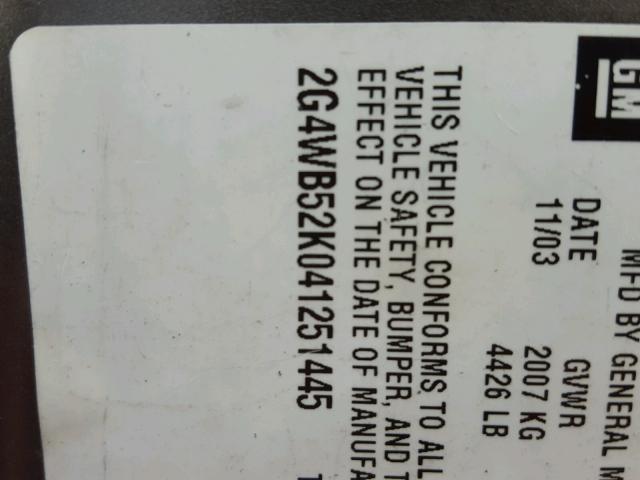 GM
MFD BY GENERAL M
DATE GVWR
11/03 2007 KG
4426 LB
THIS VEHICLE CONFORMS TO ALL
VEHICLE SAFETY, BUMPER, AND T
EFFECT ON THE DATE OF MANUFA
2G4WB52K041251445 T